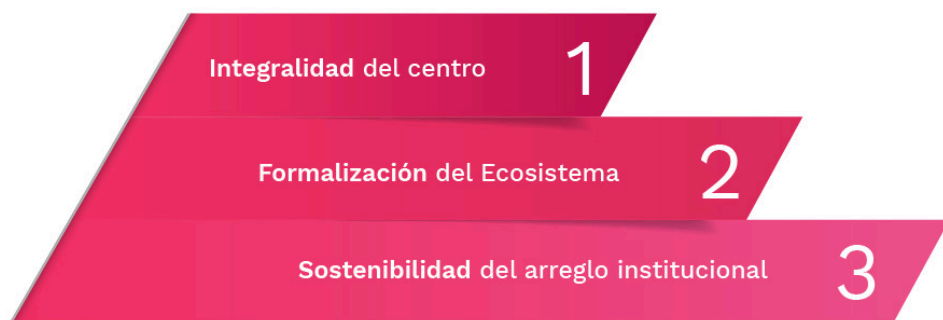 Integralidad del centro 1
Formalización del Ecosistema 2
Sostenibilidad del arreglo institucional 3